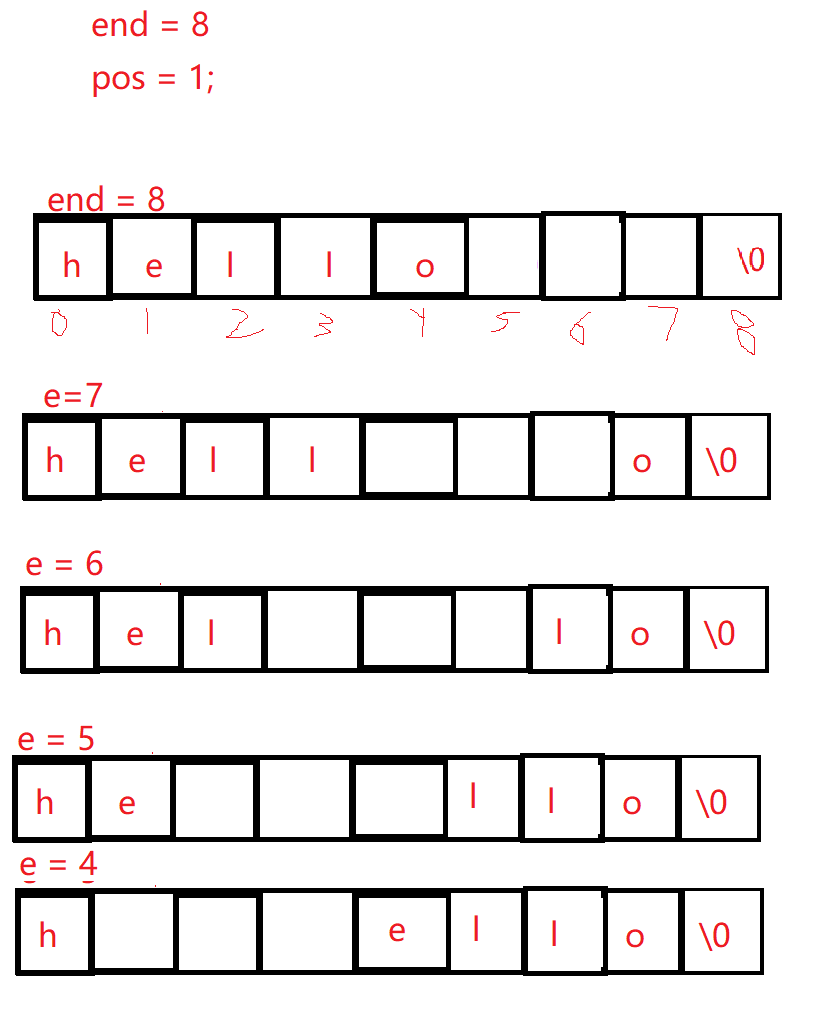 end = 8
pos = 1;
end = 8
h e l l o \0
0 1 2 3 4 5 6 7 8
e=7
h e l l o \0
e = 6
h e l l o \0
e = 5
h e l l o \0
e = 4
h e l l o \0